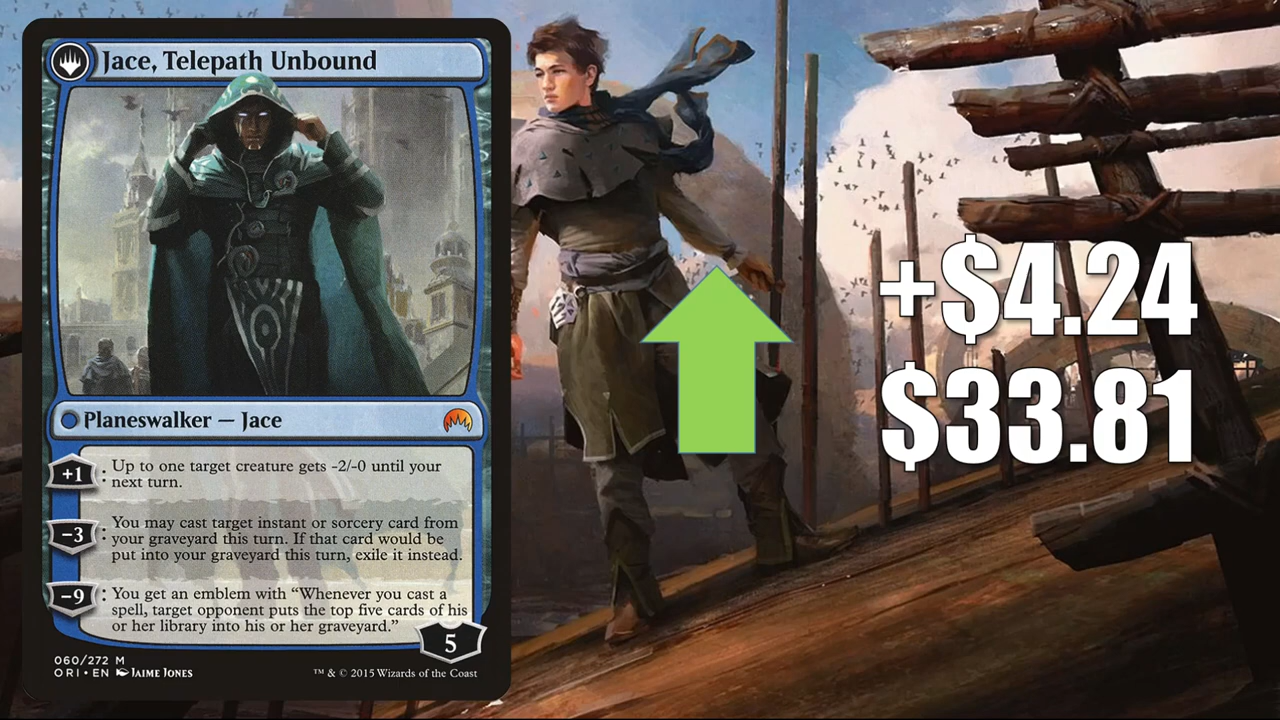 Jace, Telepath Unbound
Planeswalker — Jace
+1 : Up to one target creature gets -2/-0 until your
next turn.
-3 : You may cast target instant or sorcery card from
your graveyard this turn. If that card would be
put into your graveyard this turn, exile it instead.
-9 : You get an emblem with “Whenever you cast a
spell, target opponent puts the top five cards of his
or her library into his or her graveyard.”
5
060/272 M
ORI • EN JAIME JONES
™ & © 2015 Wizards of the Coast
+$4.24
$33.81